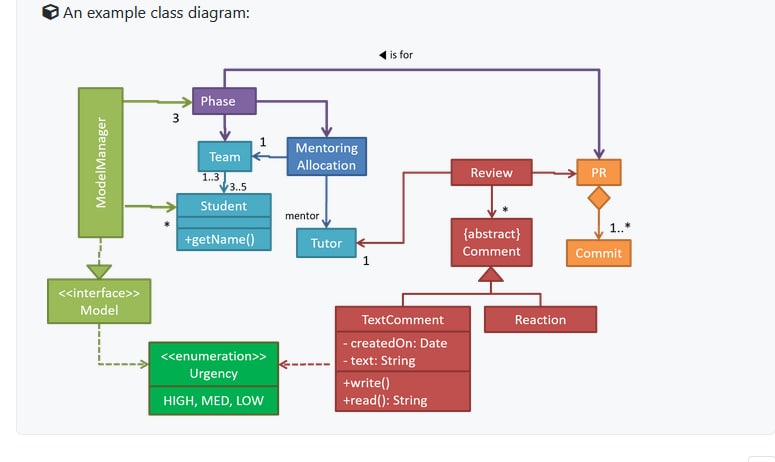 An example class diagram:
◀ is for
ModelManager
3
Phase
Team
1
Mentoring
Allocation
1..3
3..5
Student
+getName()
*
mentor
Tutor
1
Review
*
{abstract}
Comment
PR
1..*
Commit
<<interface>>
Model
<<enumeration>>
Urgency
HIGH, MED, LOW
TextComment
- createdOn: Date
- text: String
+write()
+read(): String
Reaction